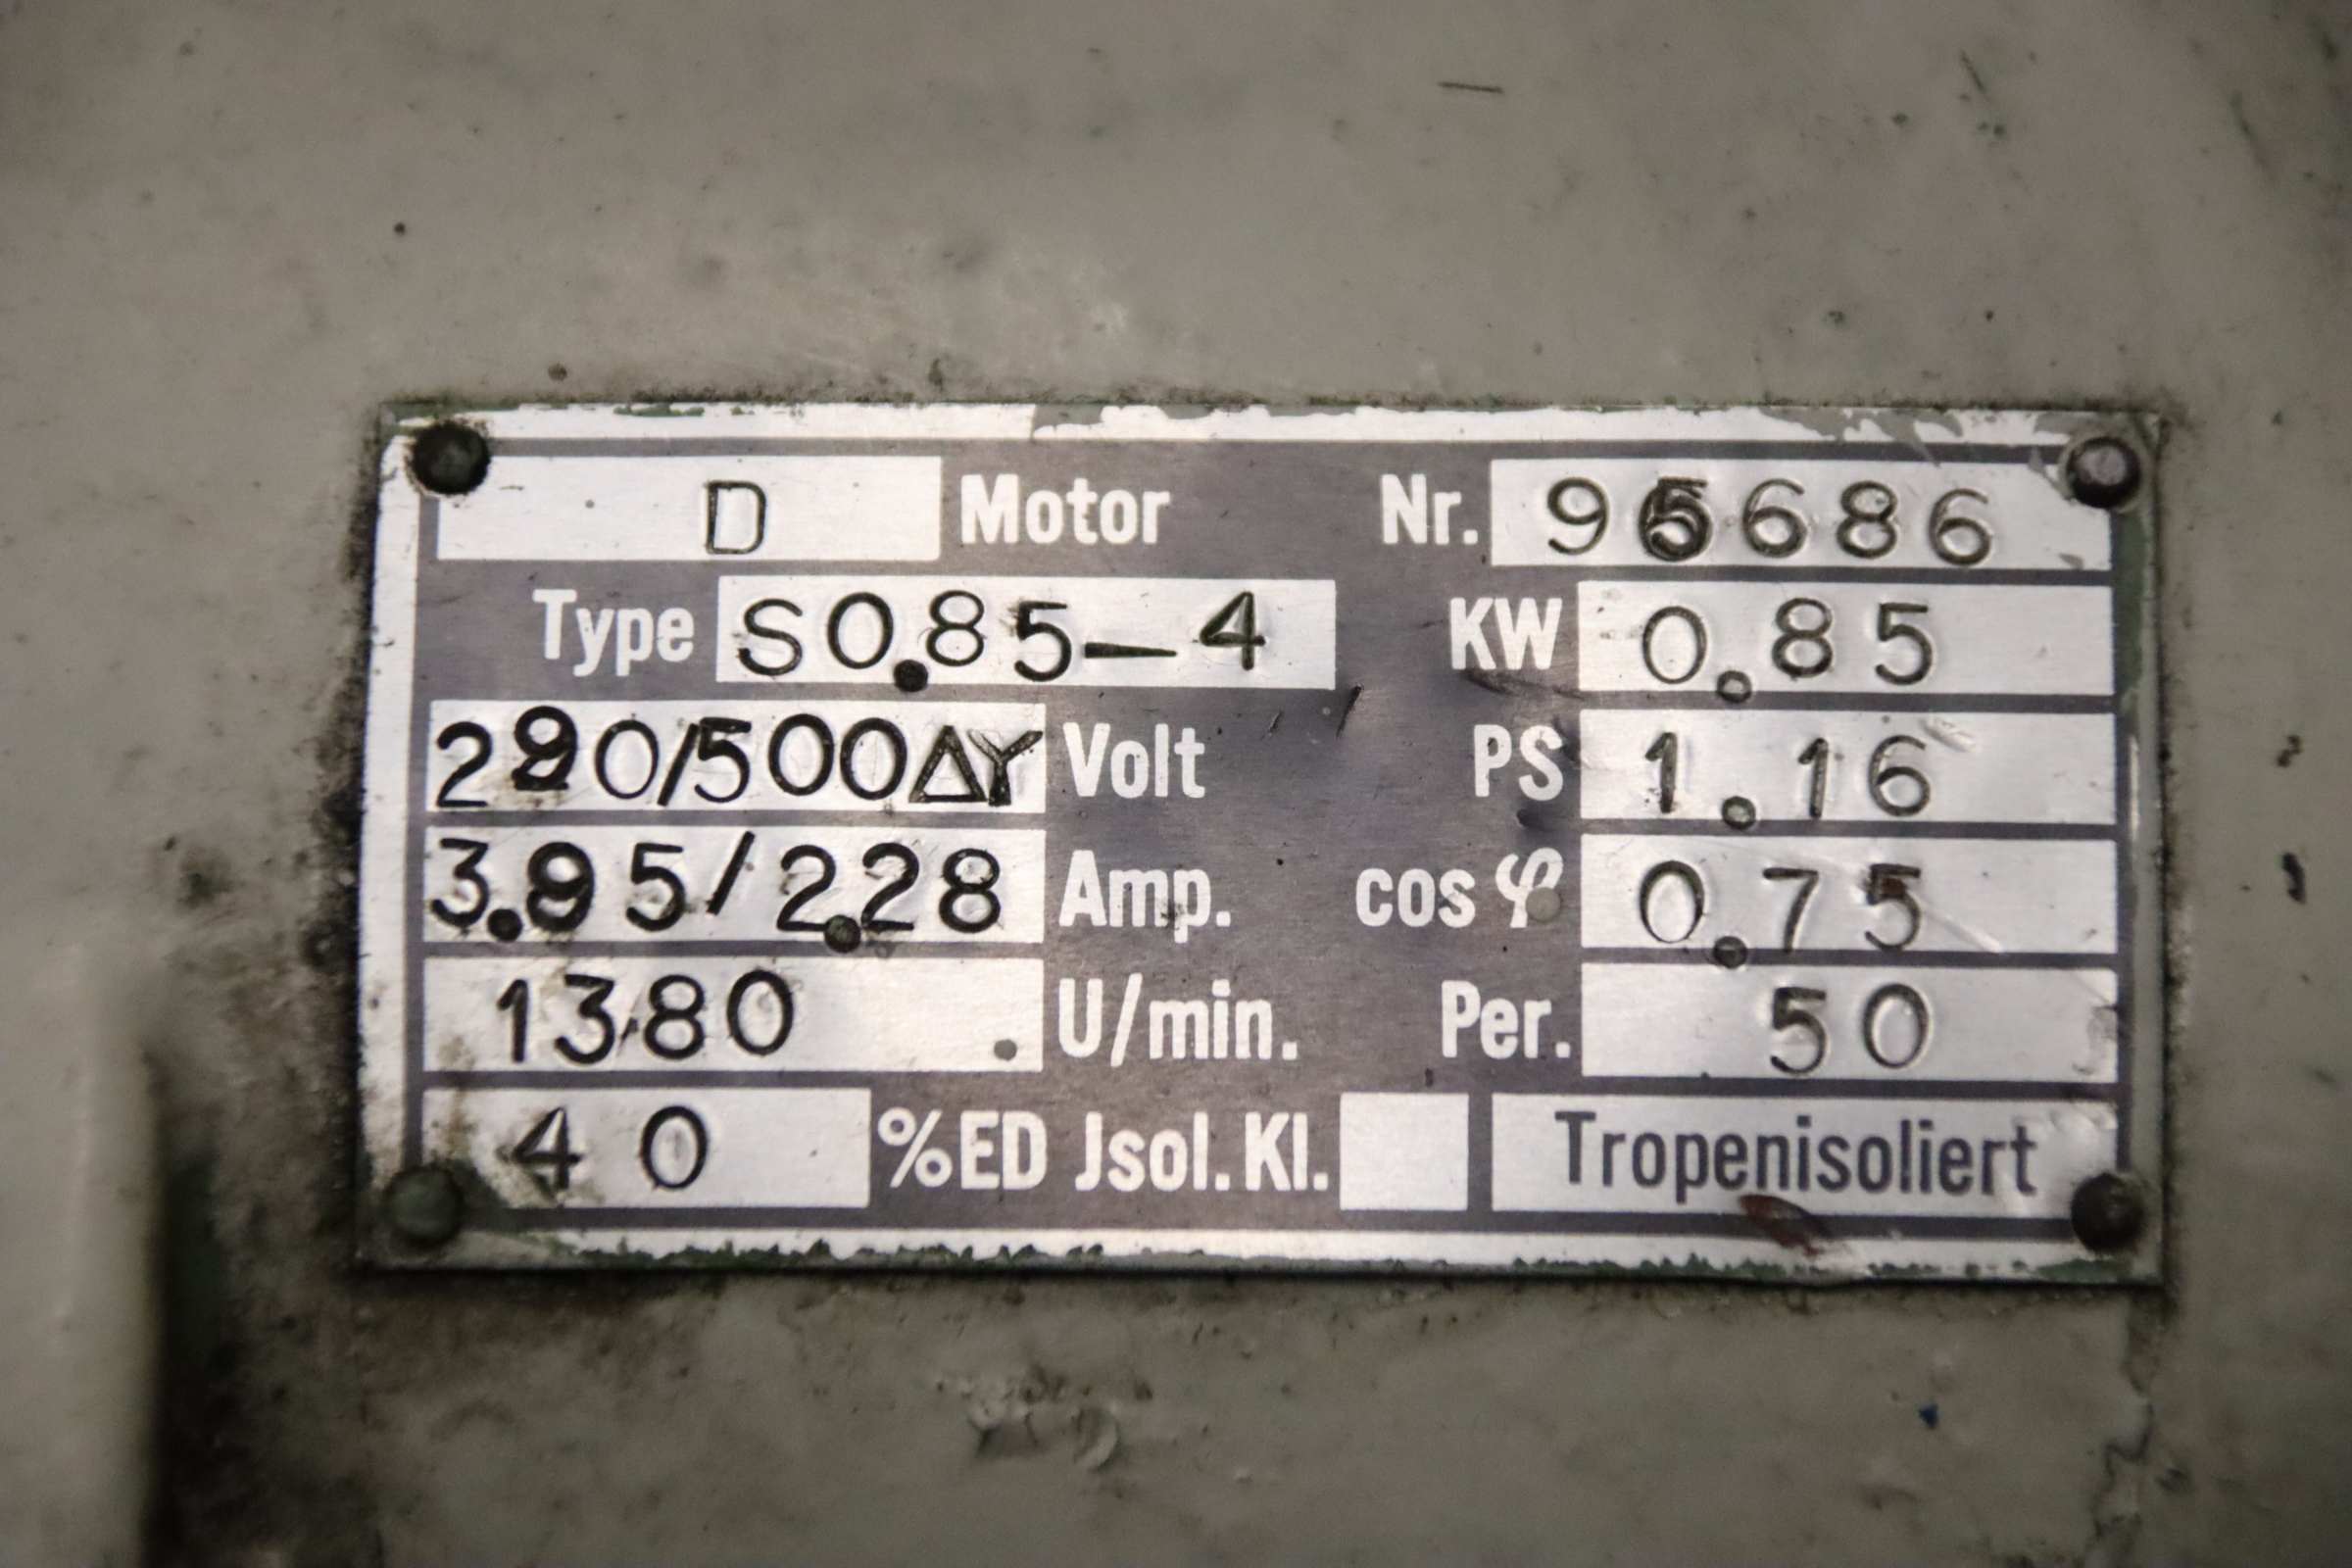 D Motor Nr. 95686
Type S0.85-4 KW 0.85
290/500ΔY Volt PS 1.16
3.95/2.28 Amp. cos φ 0.75
1380 U/min. Per. 50
40 %ED Jsol. Kl. Tropenisoliert